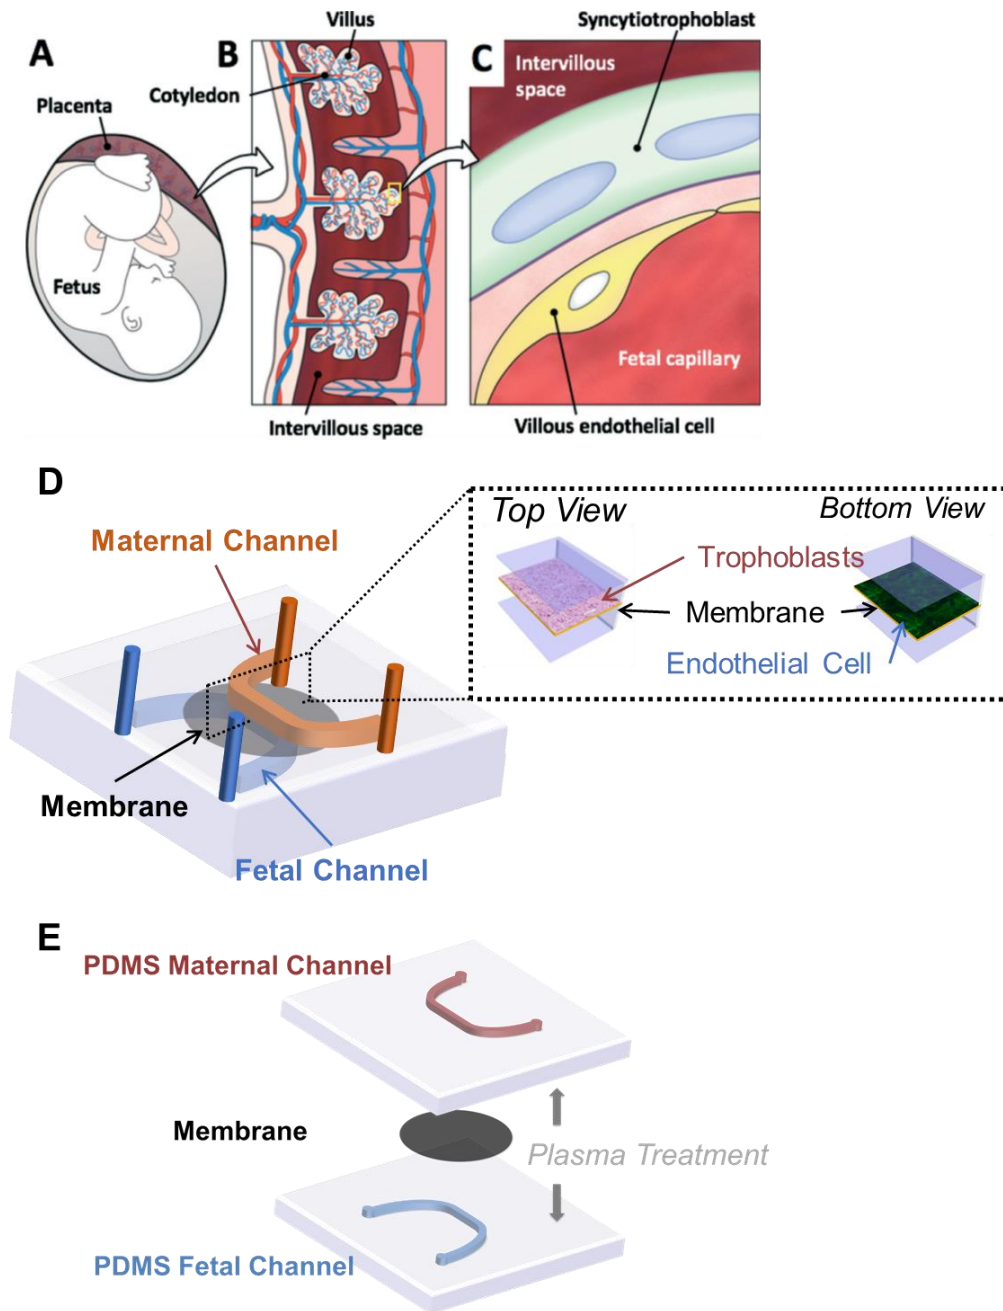 A
Placenta
Fetus
B
Villus
Cotyledon
Intervillous space
C
Syncytiotrophoblast
Intervillous
space
Fetal capillary
Villous endothelial cell
D
Maternal Channel
Membrane
Fetal Channel
Top View
Bottom View
Trophoblasts
Membrane
Endothelial Cell
E
PDMS Maternal Channel
Membrane
Plasma Treatment
PDMS Fetal Channel